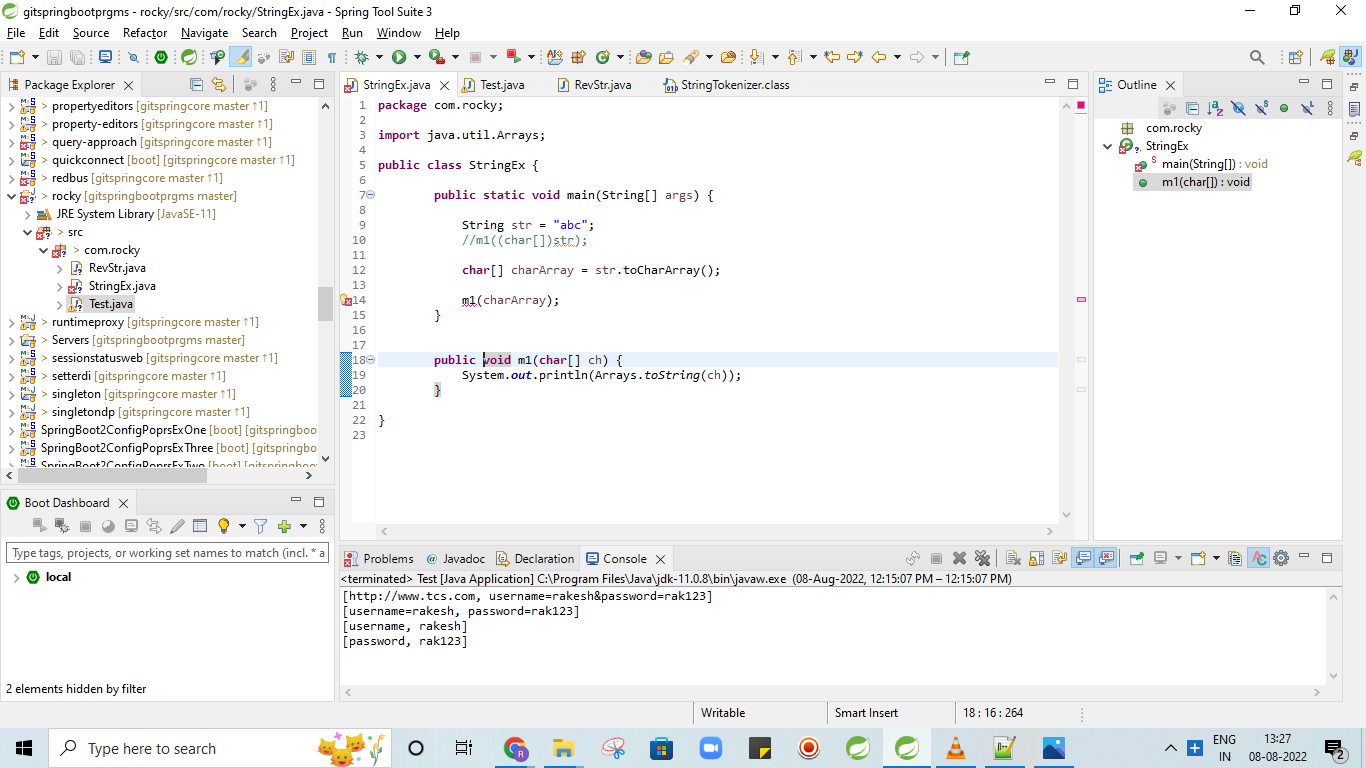 gitspringbootprgms - rocky/src/com/rocky/StringEx.java - Spring Tool Suite 3
File Edit Source Refactor Navigate Search Project Run Window Help
Package Explorer
> propertyeditors [gitspringcore master ↑1]
> property-editors [gitspringcore master ↑1]
> query-approach [gitspringcore master ↑1]
> quickconnect [boot] [gitspringcore master ↑1]
> redbus [gitspringcore master ↑1]
> rocky [gitspringbootprgms master]
JRE System Library [JavaSE-11]
> src
> com.rocky
RevStr.java
StringEx.java
Test.java
> runtimeproxy [gitspringcore master ↑1]
> Servers [gitspringbootprgms master]
> sessionstatusweb [gitspringcore master ↑1]
> setterdi [gitspringcore master ↑1]
> singleton [gitspringcore master ↑1]
> singletondp [gitspringcore master ↑1]
SpringBoot2ConfigPoprsExOne [boot] [gitspringboo
SpringBoot2ConfigPoprsExThree [boot] [gitspringbo
SpringBoot2ConfigPoprsExTwo [boot] [gitspringboo
Boot Dashboard
Type tags, projects, or working set names to match (incl. * a
local
2 elements hidden by filter
StringEx.java Test.java RevStr.java StringTokenizer.class
1 package com.rocky;
2
3 import java.util.Arrays;
4
5 public class StringEx {
6
7 public static void main(String[] args) {
8
9 String str = "abc";
10 //m1((char[])str);
11
12 char[] charArray = str.toCharArray();
13
14 m1(charArray);
15 }
16
17
18 public void m1(char[] ch) {
19 System.out.println(Arrays.toString(ch));
20 }
21
22 }
23
Outline
com.rocky
StringEx
main(String[]) : void
m1(char[]) : void
Problems @ Javadoc Declaration Console
<terminated> Test [Java Application] C:\Program Files\Java\jdk-11.0.8\bin\javaw.exe (08-Aug-2022, 12:15:07 PM – 12:15:07 PM)
[http://www.tcs.com, username=rakesh&password=rak123]
[username=rakesh, password=rak123]
[username, rakesh]
[password, rak123]
Writable Smart Insert 18 : 16 : 264
Type here to search
ENG
IN
13:27
08-08-2022
2